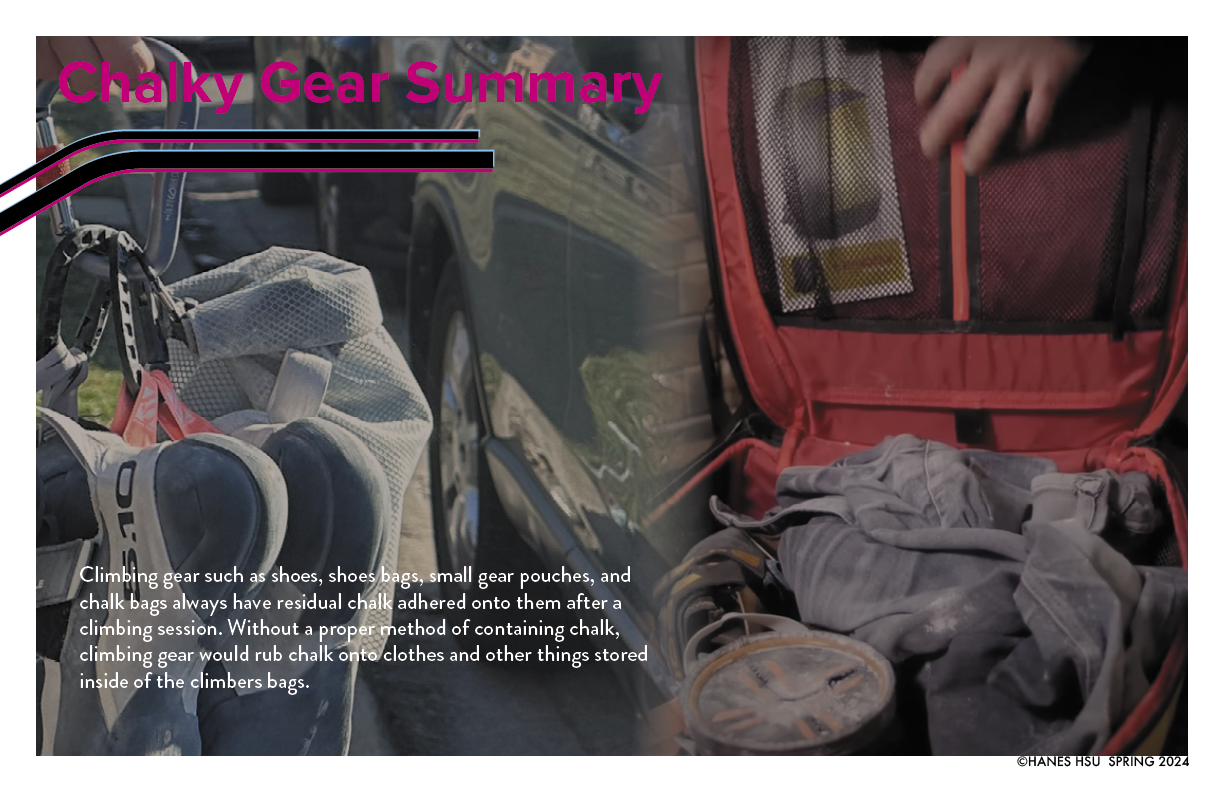 Chalky Gear Summary
5.10
Climbing gear such as shoes, shoes bags, small gear pouches, and
chalk bags always have residual chalk adhered onto them after a
climbing session. Without a proper method of containing chalk,
climbing gear would rub chalk onto clothes and other things stored
inside of the climbers bags.
©HANES HSU SPRING 2024